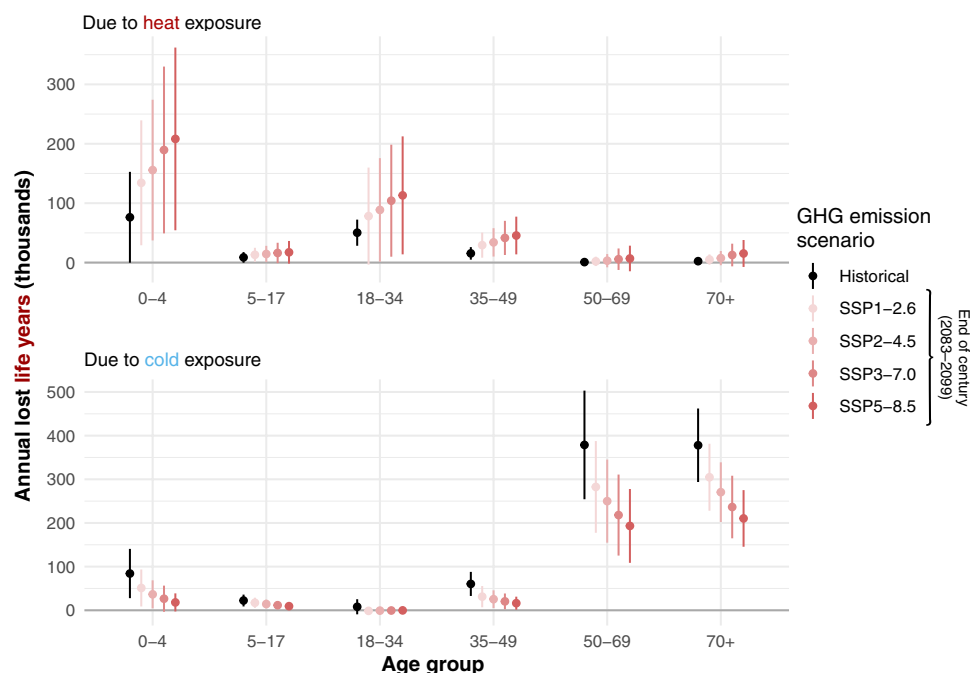 Due to heat exposure
Annual lost life years (thousands)
300
200
100
0
0–4
5–17
18–34
35–49
50–69
70+
Due to cold exposure
500
400
300
200
100
0
0–4
5–17
18–34
35–49
50–69
70+
Age group
GHG emission
scenario
Historical
SSP1–2.6
SSP2–4.5
SSP3–7.0
SSP5–8.5
End of century
(2083–2099)